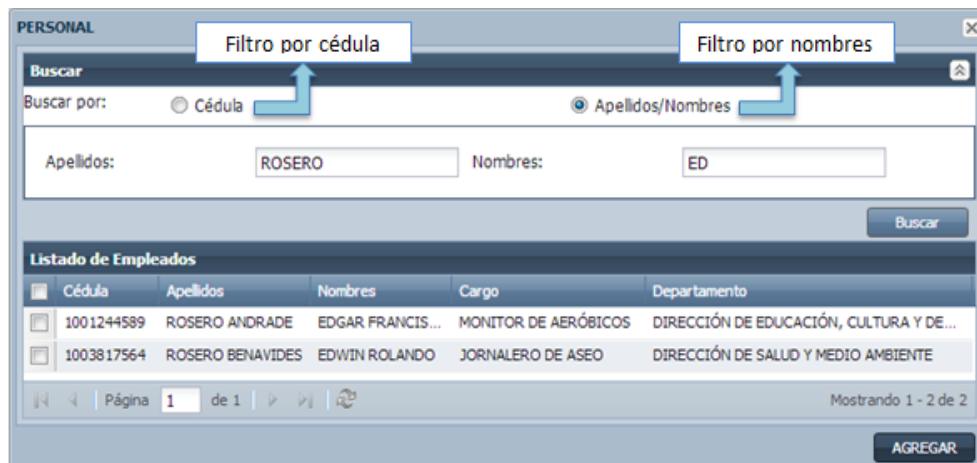 PERSONAL
Filtro por cédula
Filtro por nombres
Buscar
Buscar por:
Cédula
Apellidos/Nombres
Apellidos: ROSERO Nombres: ED
Buscar
Listado de Empleados
Cédula Apellidos Nombres Cargo Departamento
1001244589 ROSERO ANDRADE EDGAR FRANCIS... MONITOR DE AERÓBICOS DIRECCIÓN DE EDUCACIÓN, CULTURA Y DE...
1003817564 ROSERO BENAVIDES EDWIN ROLANDO JORNALERO DE ASEO DIRECCIÓN DE SALUD Y MEDIO AMBIENTE
Página 1 de 1 Mostrando 1 - 2 de 2
AGREGAR